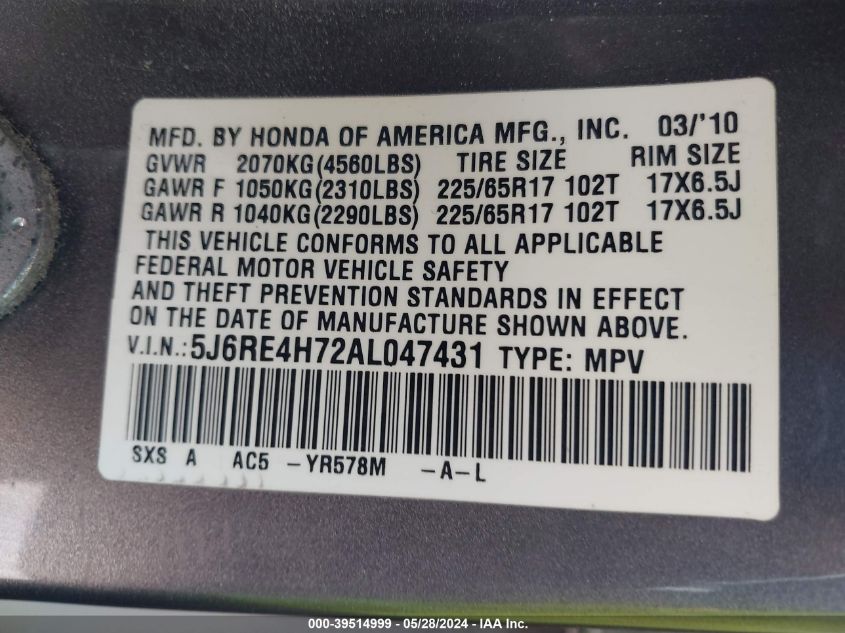 MFD. BY HONDA OF AMERICA MFG., INC. 03/'10
GVWR 2070KG(4560LBS) TIRE SIZE RIM SIZE
GAWR F 1050KG(2310LBS) 225/65R17 102T 17X6.5J
GAWR R 1040KG(2290LBS) 225/65R17 102T 17X6.5J
THIS VEHICLE CONFORMS TO ALL APPLICABLE
FEDERAL MOTOR VEHICLE SAFETY
AND THEFT PREVENTION STANDARDS IN EFFECT
ON THE DATE OF MANUFACTURE SHOWN ABOVE.
V.I.N.: 5J6RE4H72AL047431 TYPE: MPV
SXS A AC5 -YR578M -A-L
000-39514999 - 05/28/2024 - IAA Inc.